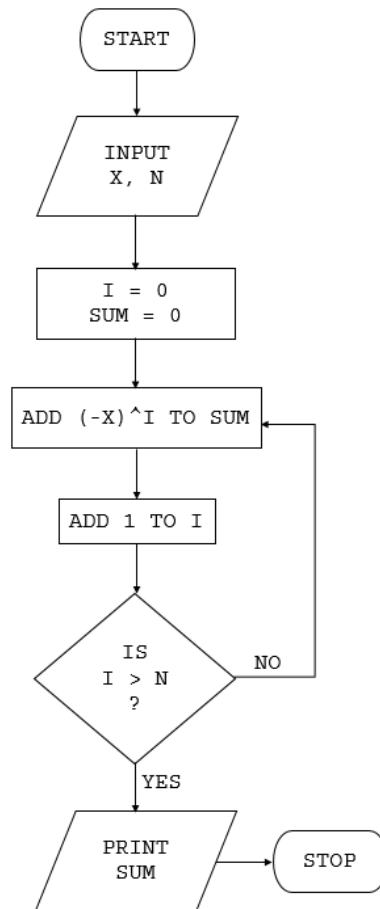 START
INPUT
X, N
I = 0
SUM = 0
ADD (-X)^I TO SUM
ADD 1 TO I
IS
I > N
?
NO
YES
PRINT
SUM
STOP